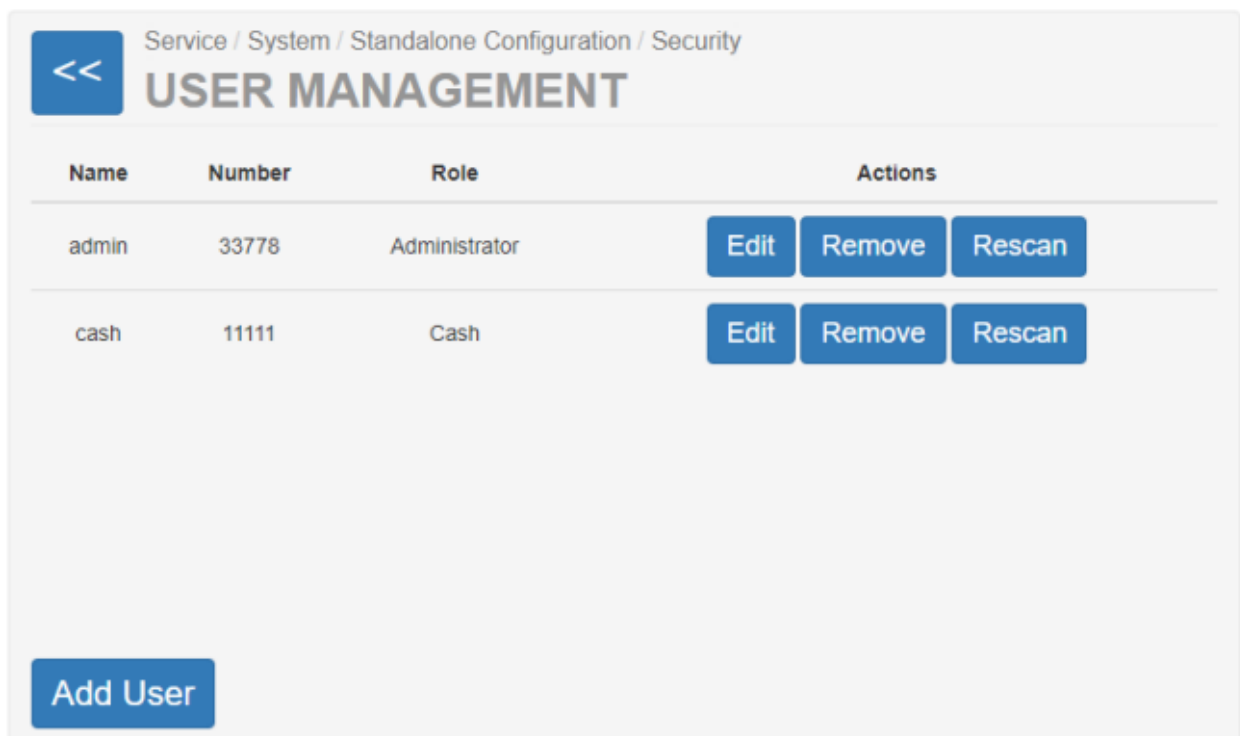 <<
Service / System / Standalone Configuration / Security
USER MANAGEMENT
Name Number Role Actions
admin 33778 Administrator Edit Remove Rescan
cash 11111 Cash Edit Remove Rescan
Add User